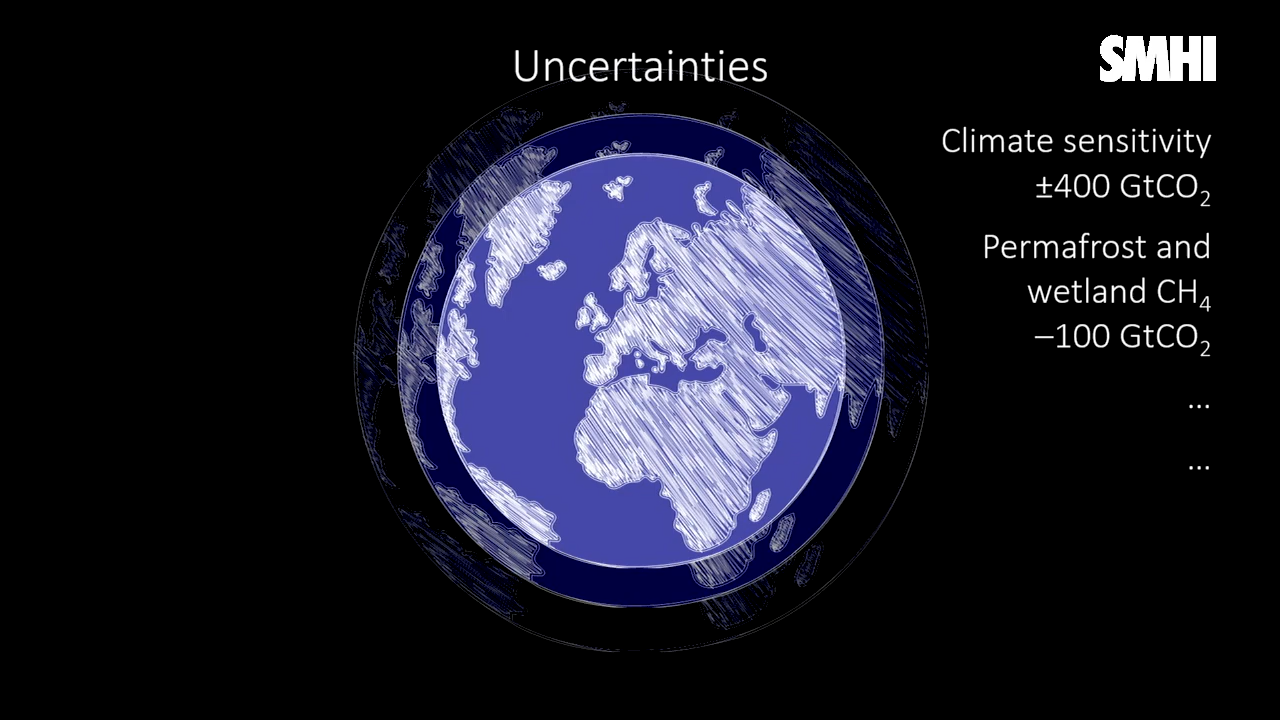 Uncertainties
SMHI
Climate sensitivity
±400 GtCO₂
Permafrost and
wetland CH₄
–100 GtCO₂
...
...